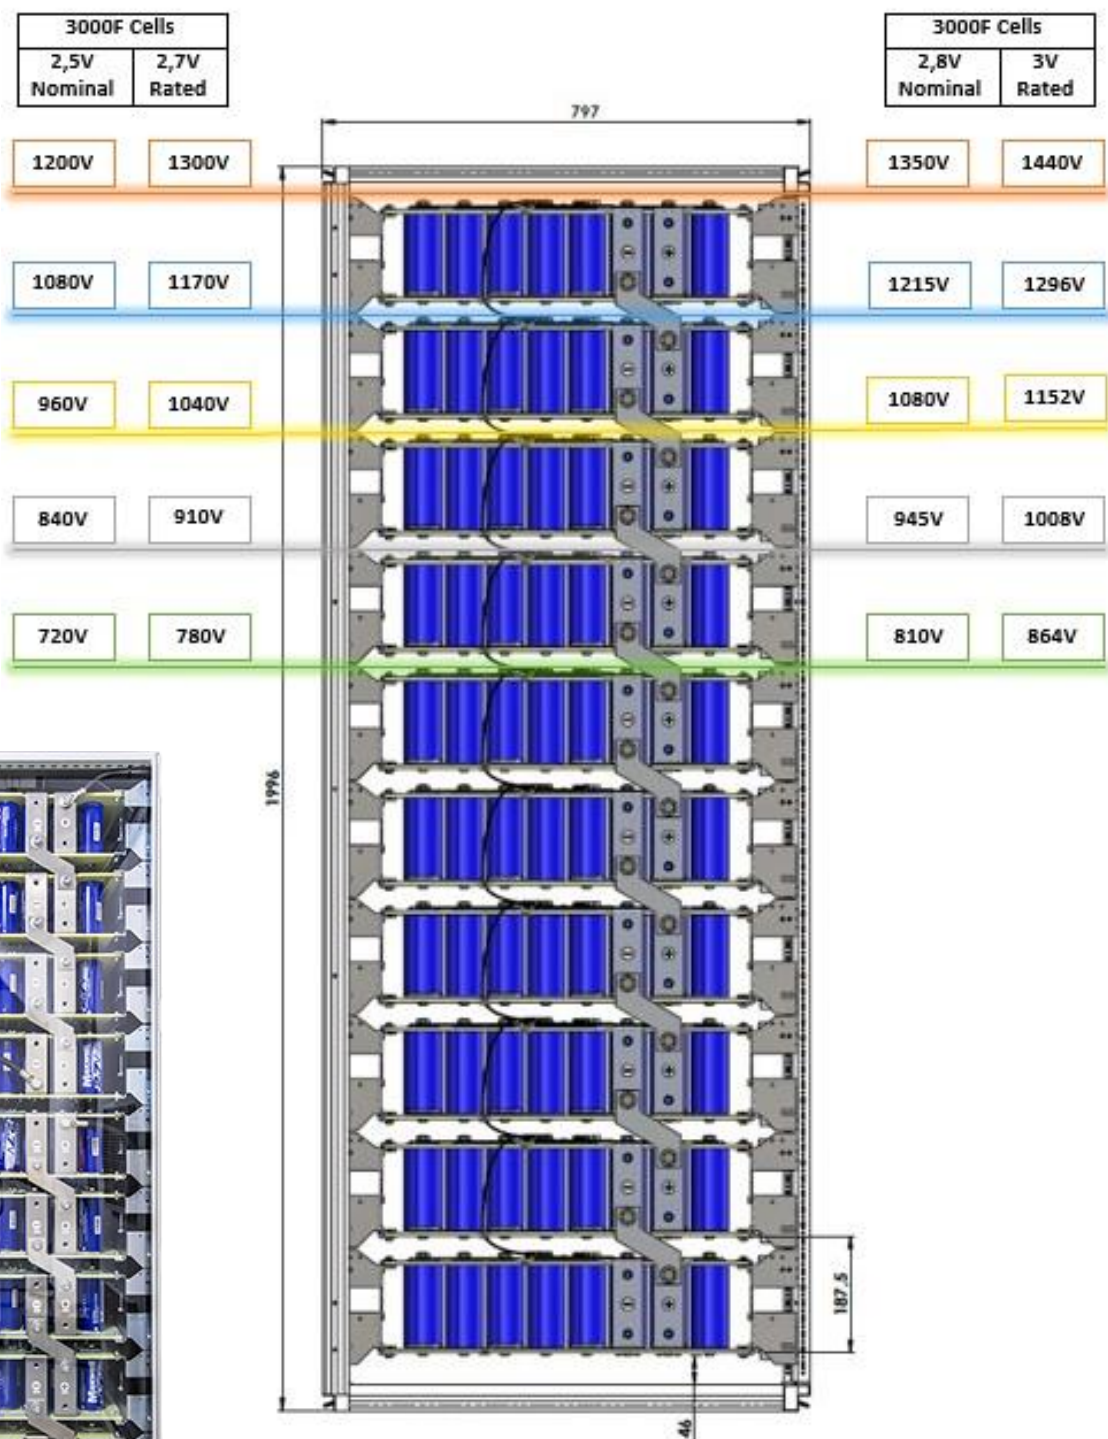 3000F Cells
2,5V Nominal
2,7V Rated
3000F Cells
2,8V Nominal
3V Rated
797
1200V 1300V
1350V 1440V
1080V 1170V
1215V 1296V
960V 1040V
1080V 1152V
840V 910V
945V 1008V
720V 780V
810V 864V
1996
187.5
46